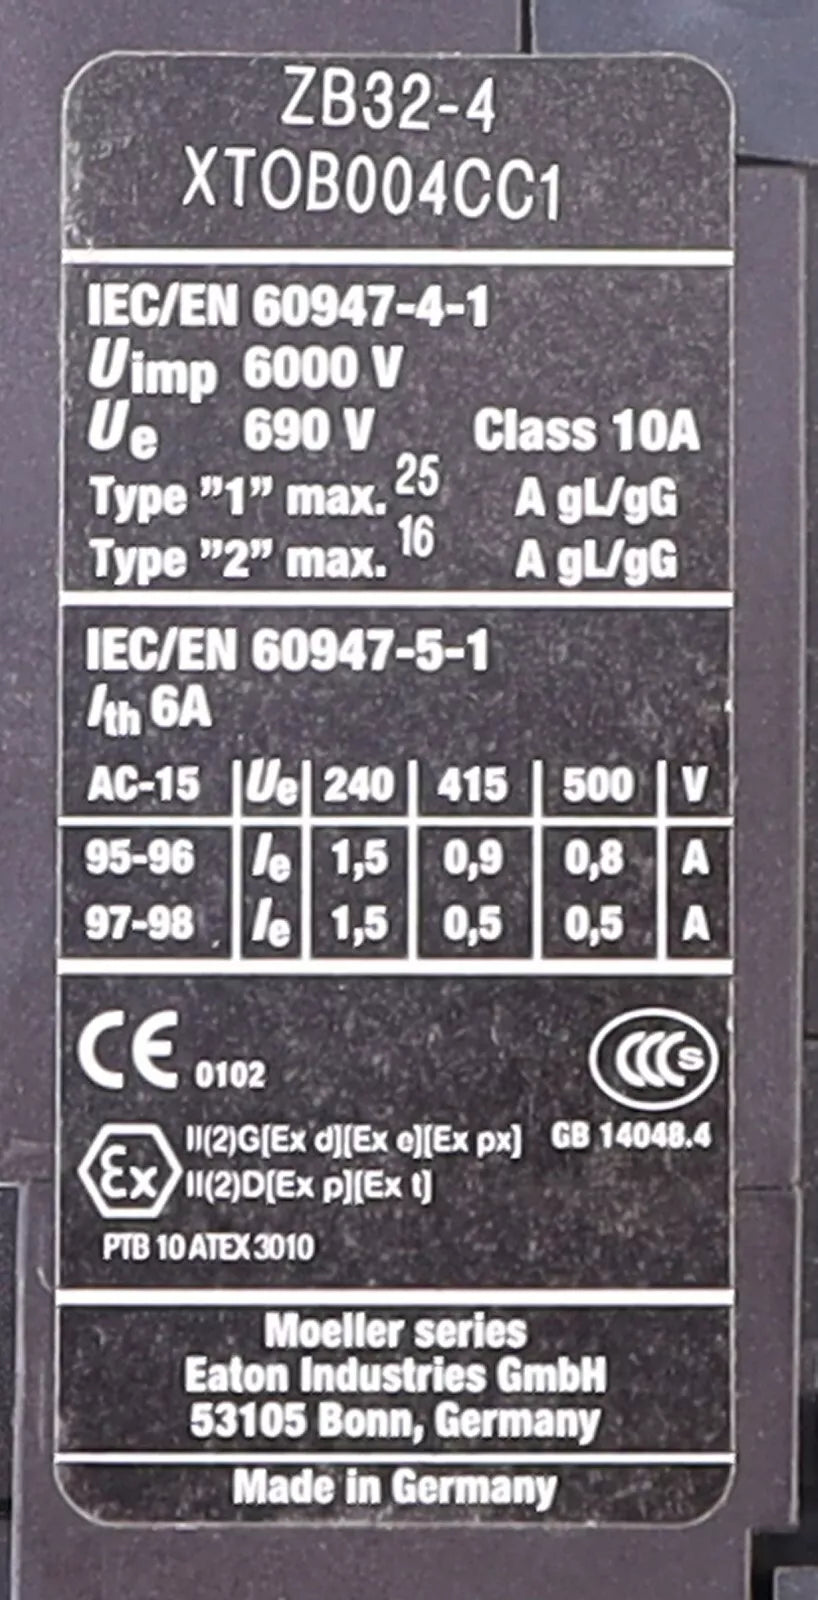 ZB32-4
XTOB004CC1
IEC/EN 60947-4-1
Uimp 6000 V
Ue 690 V Class 10A
Type ”1” max. 25 A gL/gG
Type ”2” max. 16 A gL/gG
IEC/EN 60947-5-1
Ith 6A
AC-15 Ue 240 415 500 V
95-96 Ie 1,5 0,9 0,8 A
97-98 Ie 1,5 0,5 0,5 A
CE 0102 CCC S
Ex II(2)G[Ex d][Ex e][Ex px] GB 14048.4
II(2)D[Ex p][Ex t]
PTB 10 ATEX 3010
Moeller series
Eaton Industries GmbH
53105 Bonn, Germany
Made in Germany